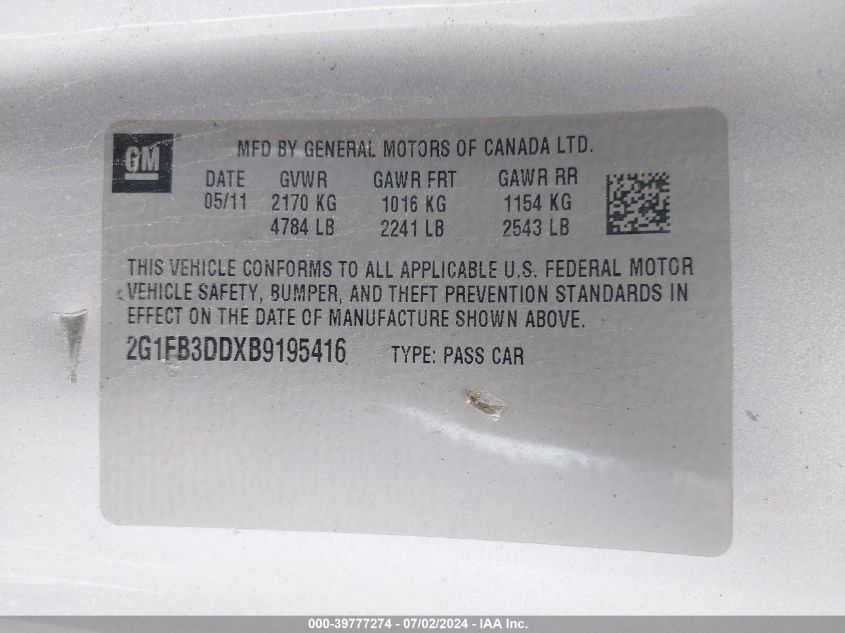 GM
MFD BY GENERAL MOTORS OF CANADA LTD.
DATE GVWR GAWR FRT GAWR RR
05/11 2170 KG 1016 KG 1154 KG
4784 LB 2241 LB 2543 LB
THIS VEHICLE CONFORMS TO ALL APPLICABLE U.S. FEDERAL MOTOR
VEHICLE SAFETY, BUMPER, AND THEFT PREVENTION STANDARDS IN
EFFECT ON THE DATE OF MANUFACTURE SHOWN ABOVE.
2G1FB3DDXB9195416 TYPE: PASS CAR
000-39777274 - 07/02/2024 - IAA Inc.